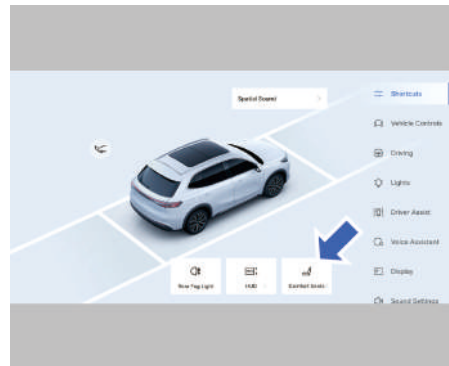 Shortcuts
Spatial Sound
Vehicle Controls
Driving
Lights
Driver Assist
Voice Assistant
Display
Rear Fog Light
HUD
Comfort Seats
Sound Settings